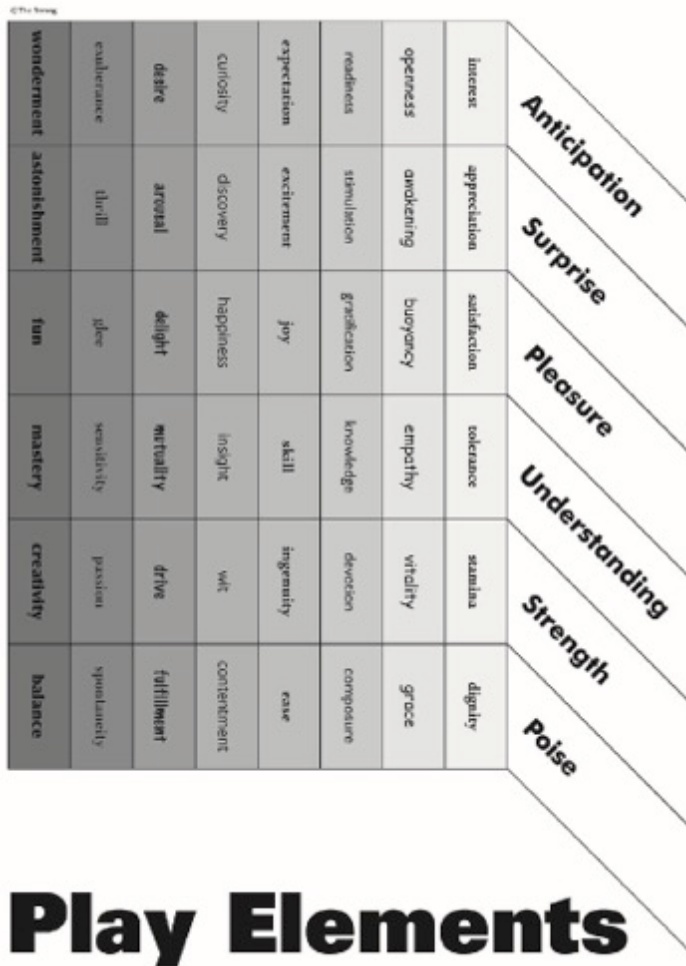 © The Strong
wonderment exuberance desire curiosity expectation readiness openness interest Anticipation
astonishment thrill arousal discovery excitement stimulation awakening appreciation Surprise
fun glee delight happiness joy gratification buoyancy satisfaction Pleasure
mastery sensitivity mutuality insight skill knowledge empathy tolerance Understanding
creativity passion drive wit ingenuity devotion vitality stamina Strength
balance spontaneity fulfillment contentment ease composure grace dignity Poise
Play Elements